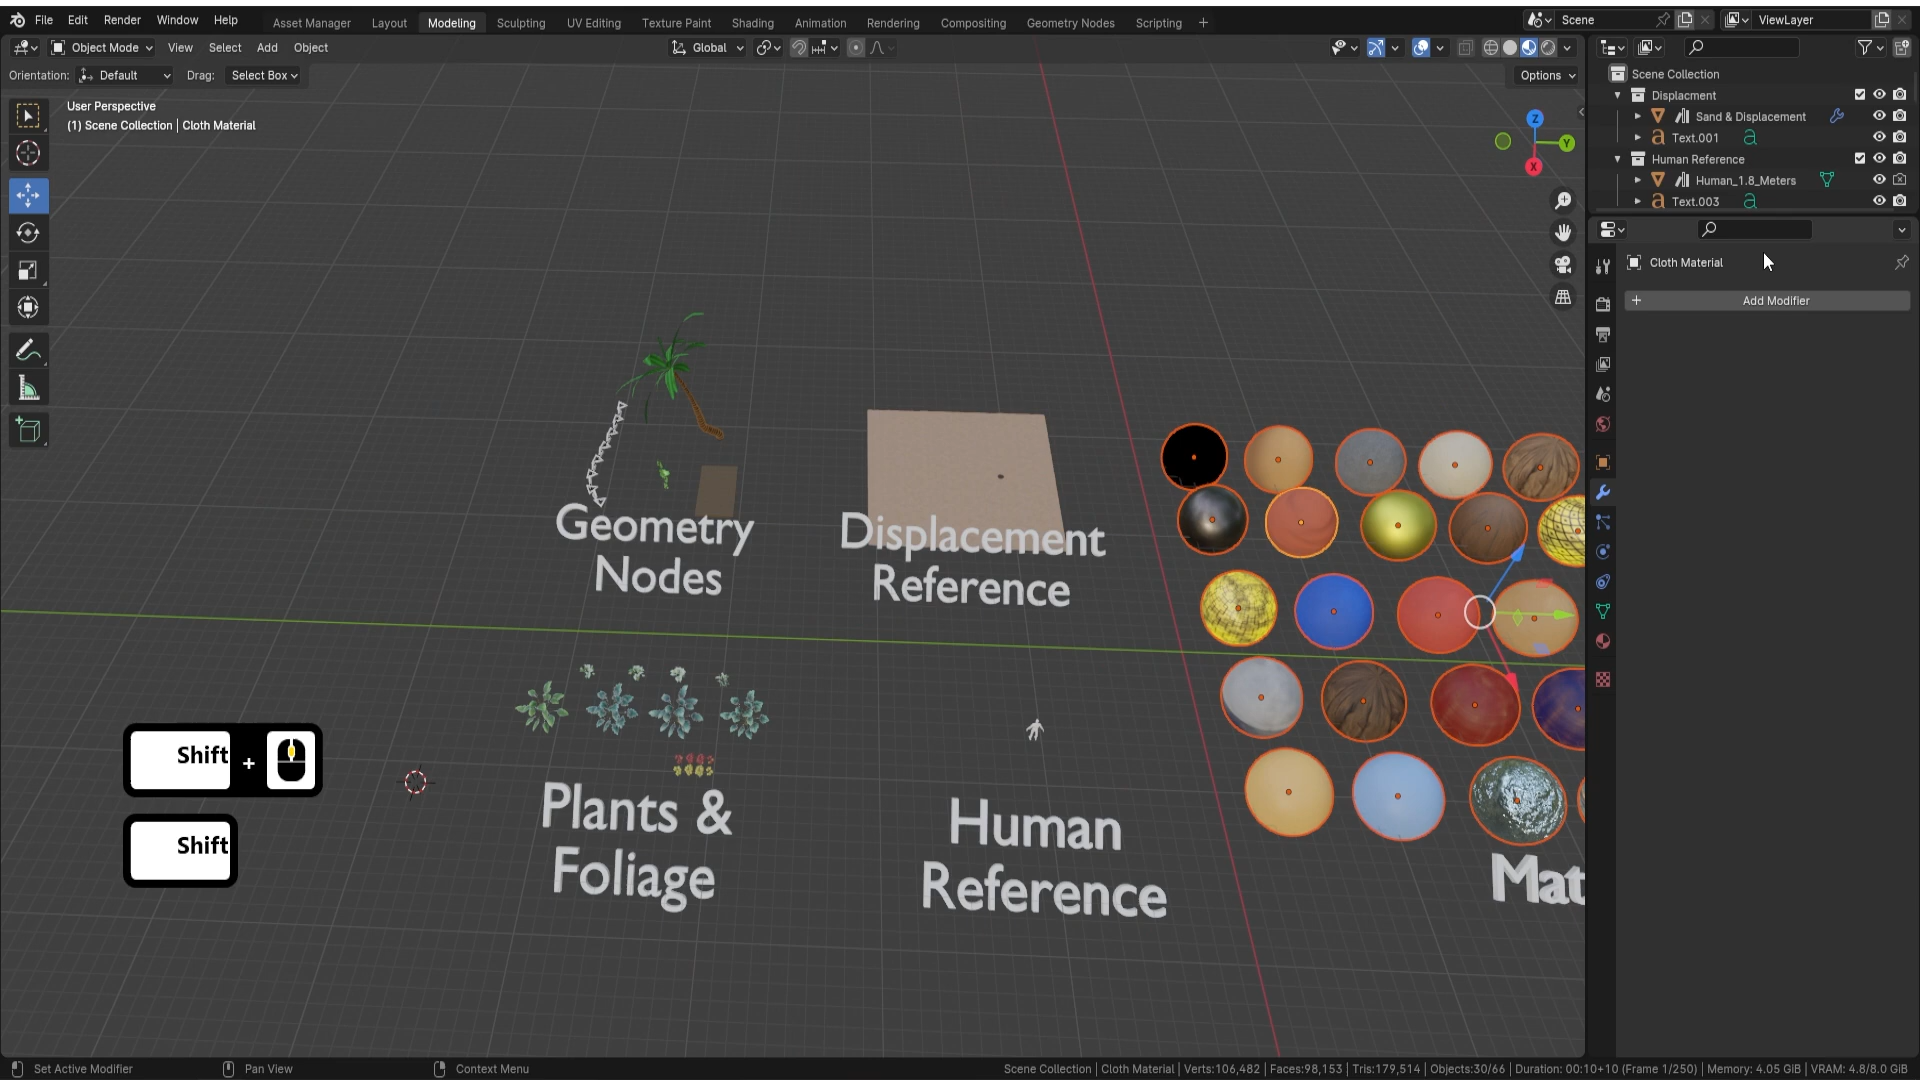 File Edit Render Window Help Asset Manager Layout Modeling Sculpting UV Editing Texture Paint Shading Animation Rendering Compositing Geometry Nodes Scripting + Scene ViewLayer
Object Mode View Select Add Object Global
Orientation: Default Drag: Select Box Options
User Perspective
(1) Scene Collection | Cloth Material
Z
Y
X
Scene Collection
Displacment
Sand & Displacement
Text.001
Human Reference
Human_1.8_Meters
Text.003
Cloth Material
+ Add Modifier
Geometry
Nodes
Displacement
Reference
Plants &
Foliage
Human
Reference
Mat
Shift +
Shift
Set Active Modifier Pan View Context Menu Scene Collection | Cloth Material | Verts:106,482 | Faces:98,153 | Tris:179,514 | Objects:30/66 | Duration: 00:10+10 (Frame 1/250) | Memory: 4.05 GiB | VRAM: 4.8/8.0 GiB